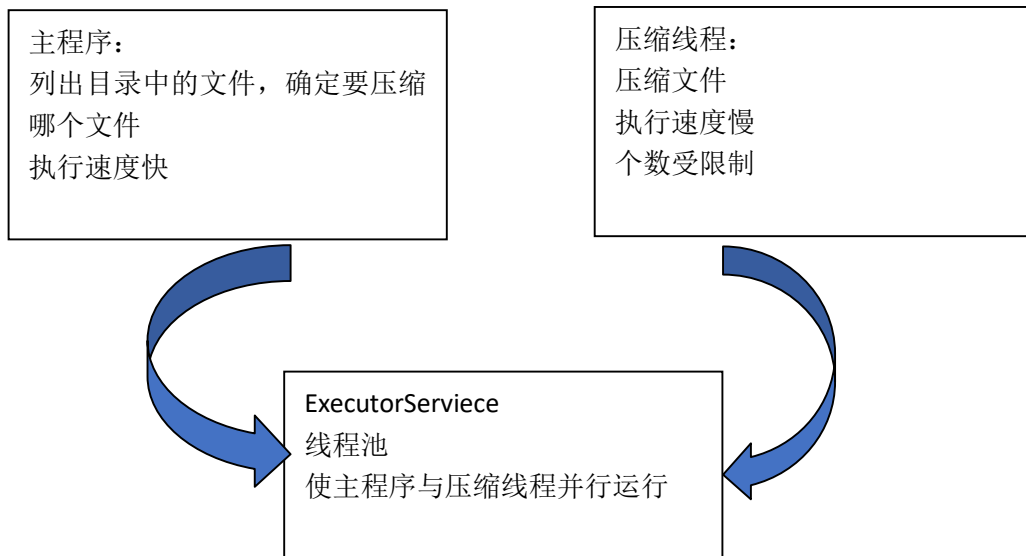 主程序：
列出目录中的文件，确定要压缩
哪个文件
执行速度快
压缩线程：
压缩文件
执行速度慢
个数受限制
ExecutorServiece
线程池
使主程序与压缩线程并行运行